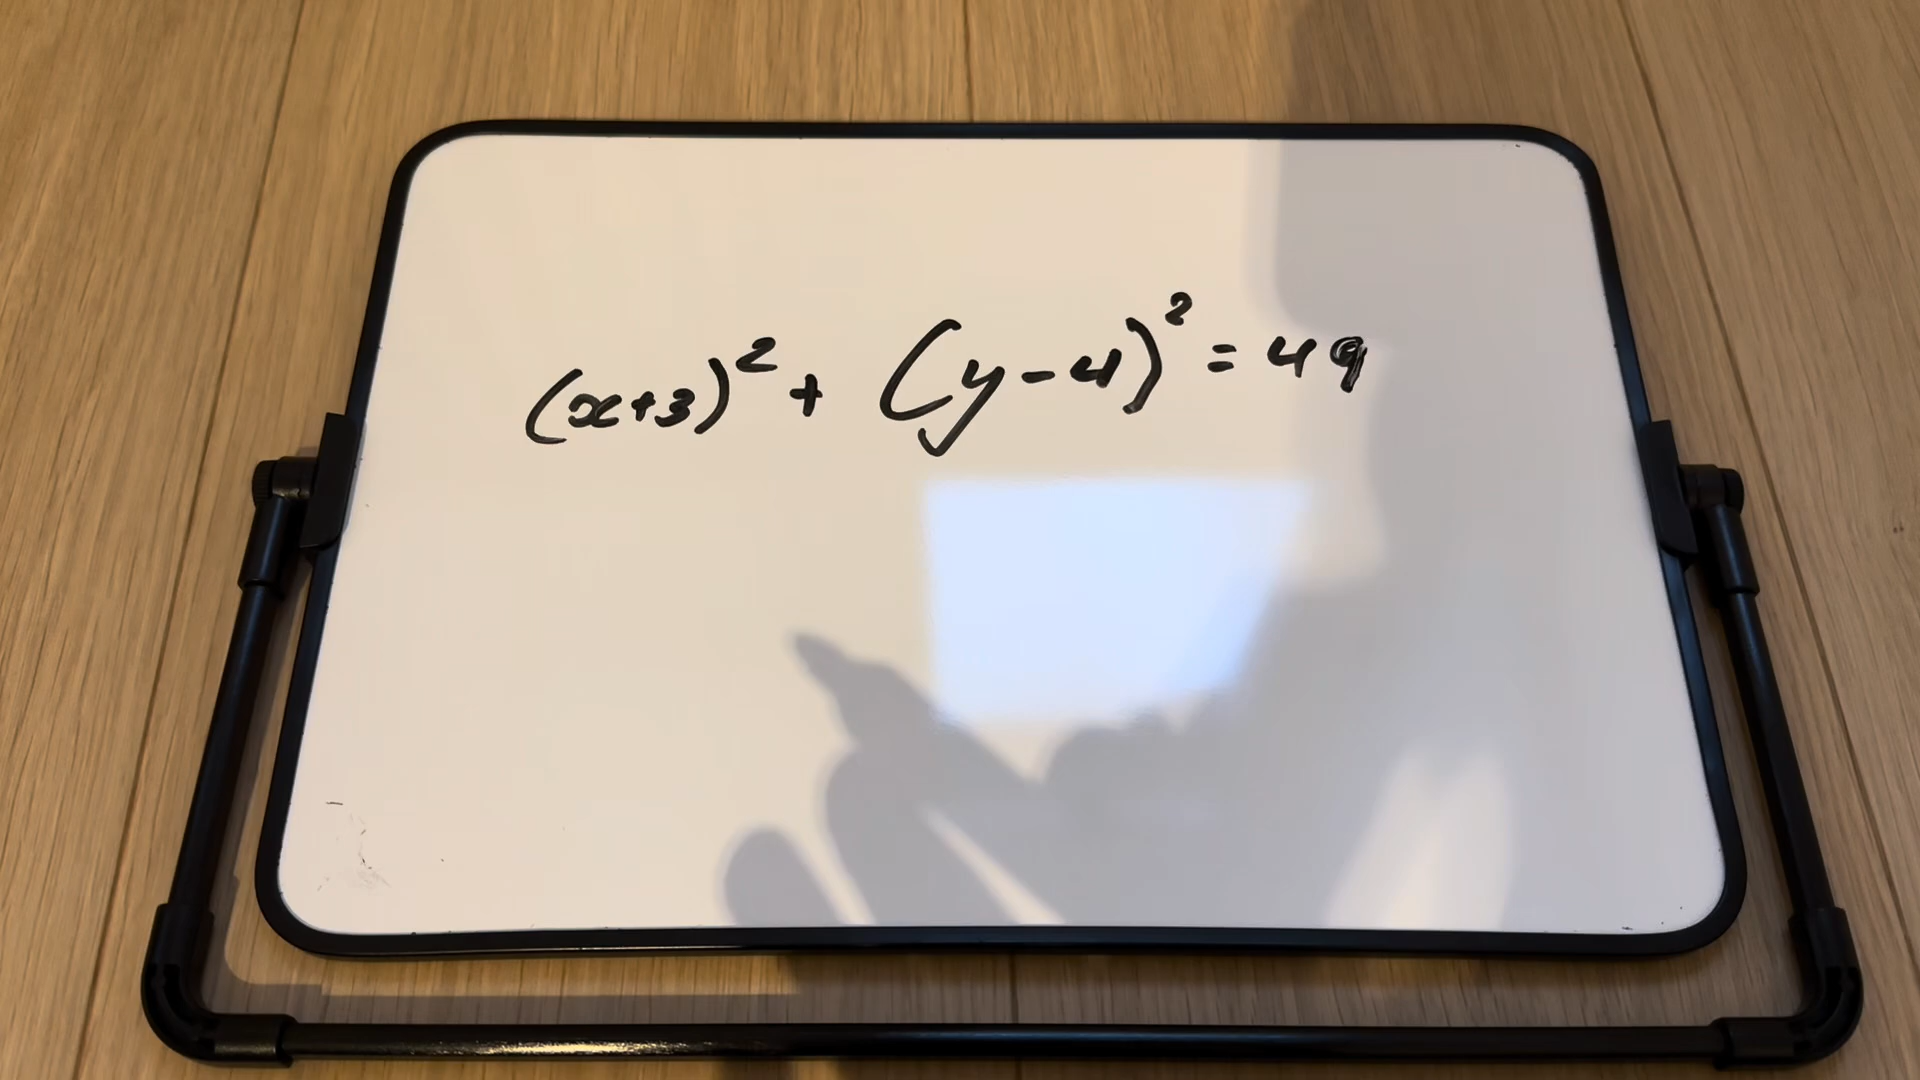 (x+3)² + (y-4)² = 49